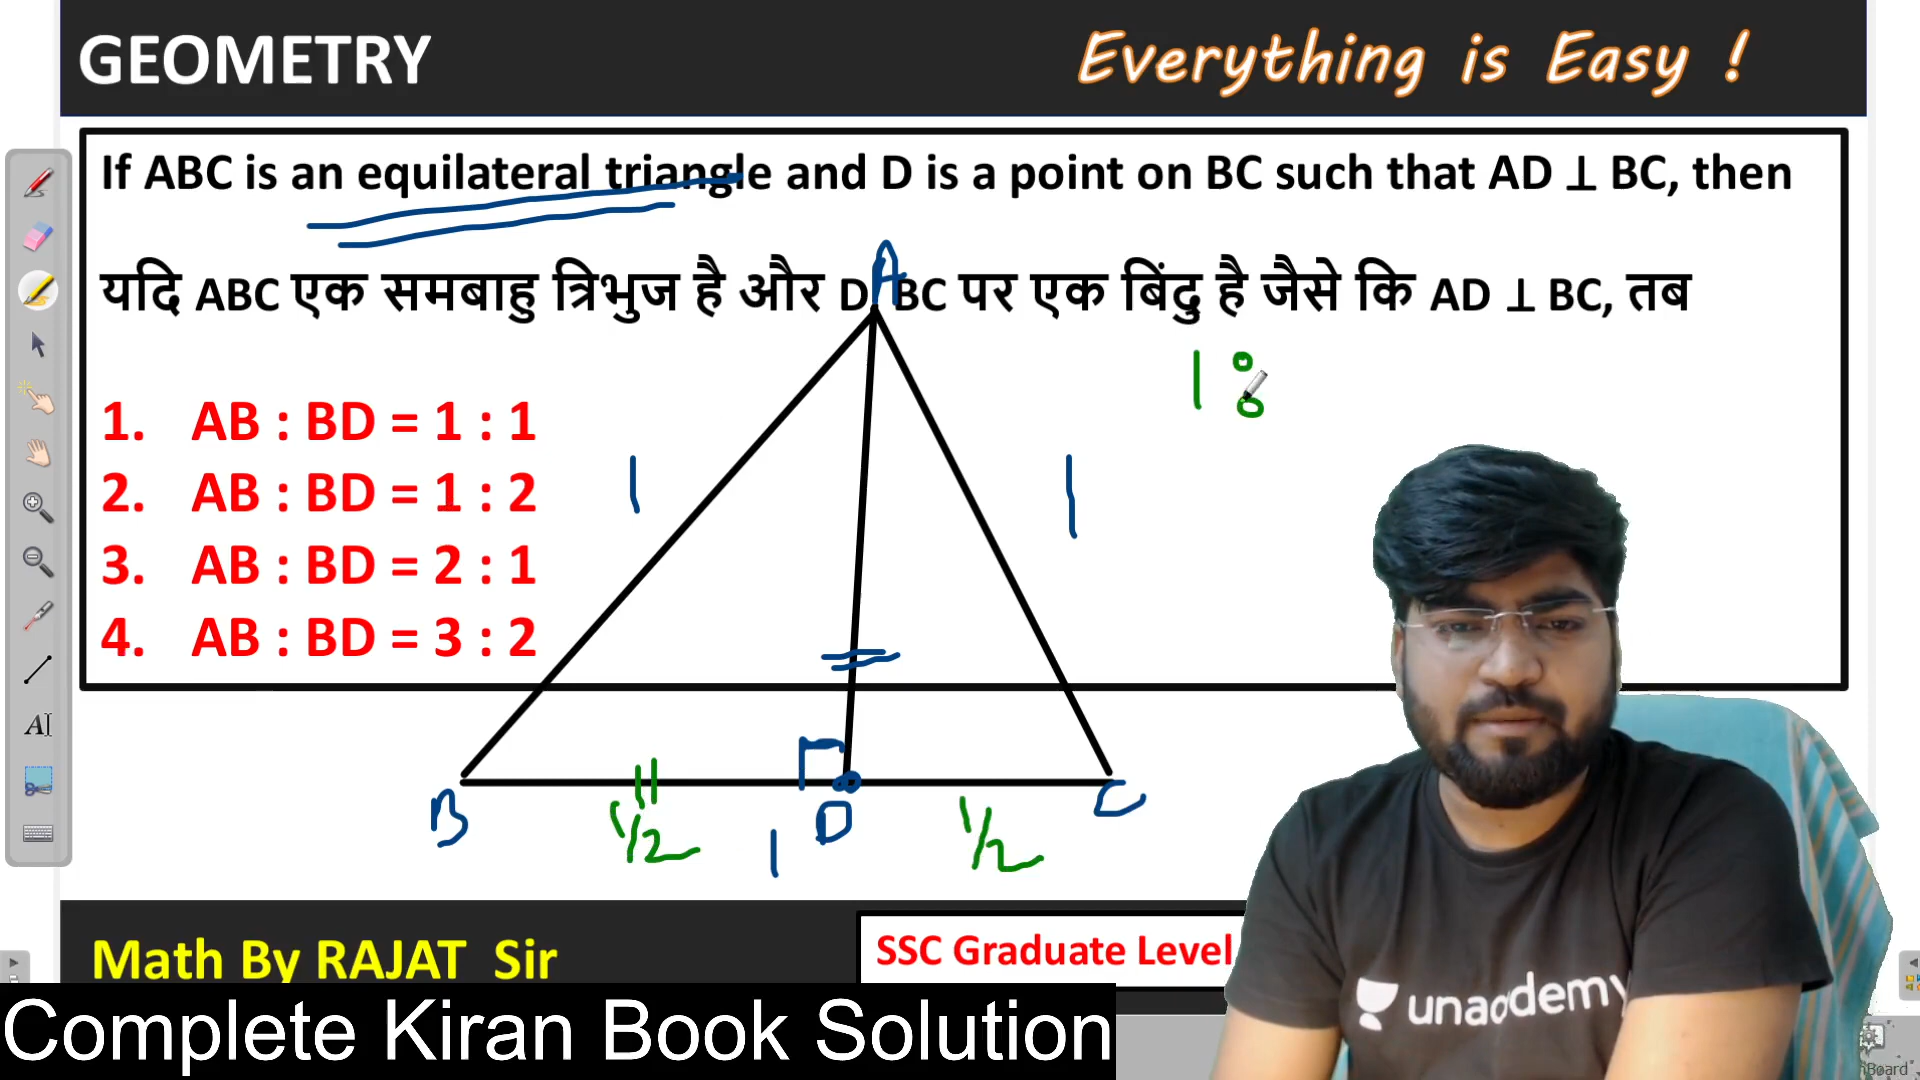 GEOMETRY
Everything is Easy !
If ABC is an equilateral triangle and D is a point on BC such that AD ⊥ BC, then
यदि ABC एक समबाहु त्रिभुज है और D BC पर एक बिंदु है जैसे कि AD ⊥ BC, तब
A
1 :
1. AB : BD = 1 : 1
2. AB : BD = 1 : 2
3. AB : BD = 2 : 1
4. AB : BD = 3 : 2
1
1
B
1/2
1
D
1/2
C
Math By RAJAT Sir
SSC Graduate Level
unacademy
Complete Kiran Book Solution
AI
Board